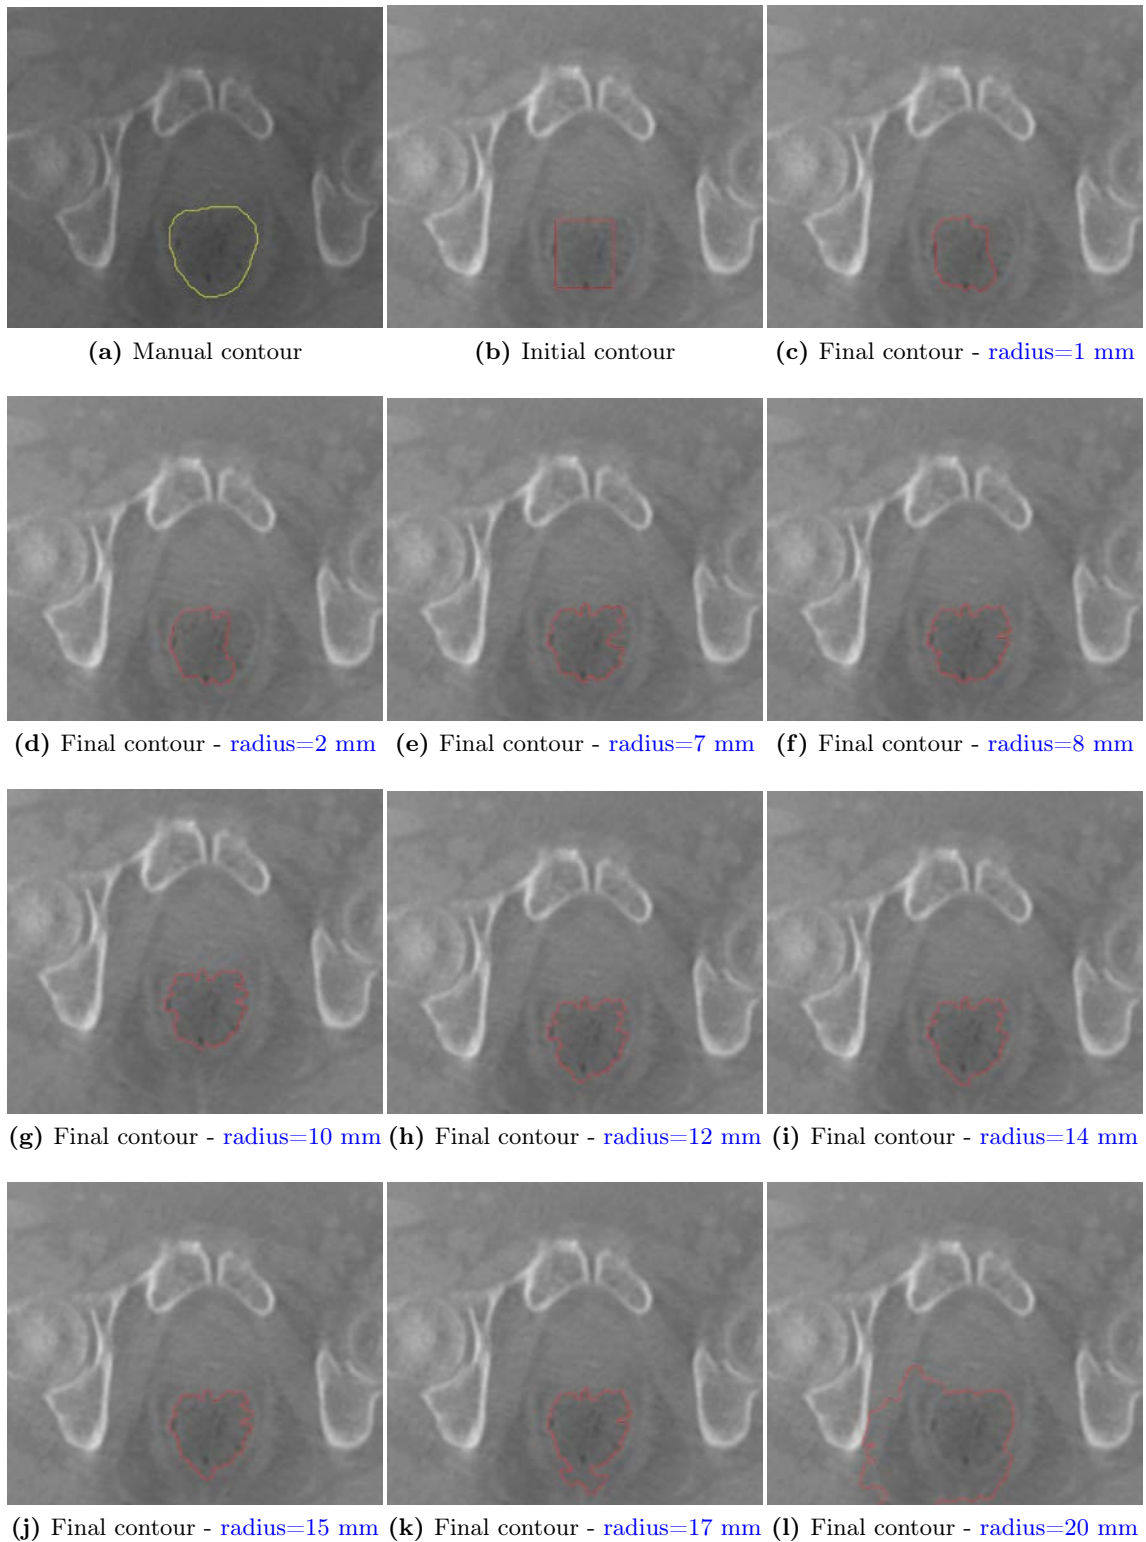 (a) Manual contour
(b) Initial contour
(c) Final contour - radius=1 mm
(d) Final contour - radius=2 mm
(e) Final contour - radius=7 mm
(f) Final contour - radius=8 mm
(g) Final contour - radius=10 mm
(h) Final contour - radius=12 mm
(i) Final contour - radius=14 mm
(j) Final contour - radius=15 mm
(k) Final contour - radius=17 mm
(l) Final contour - radius=20 mm